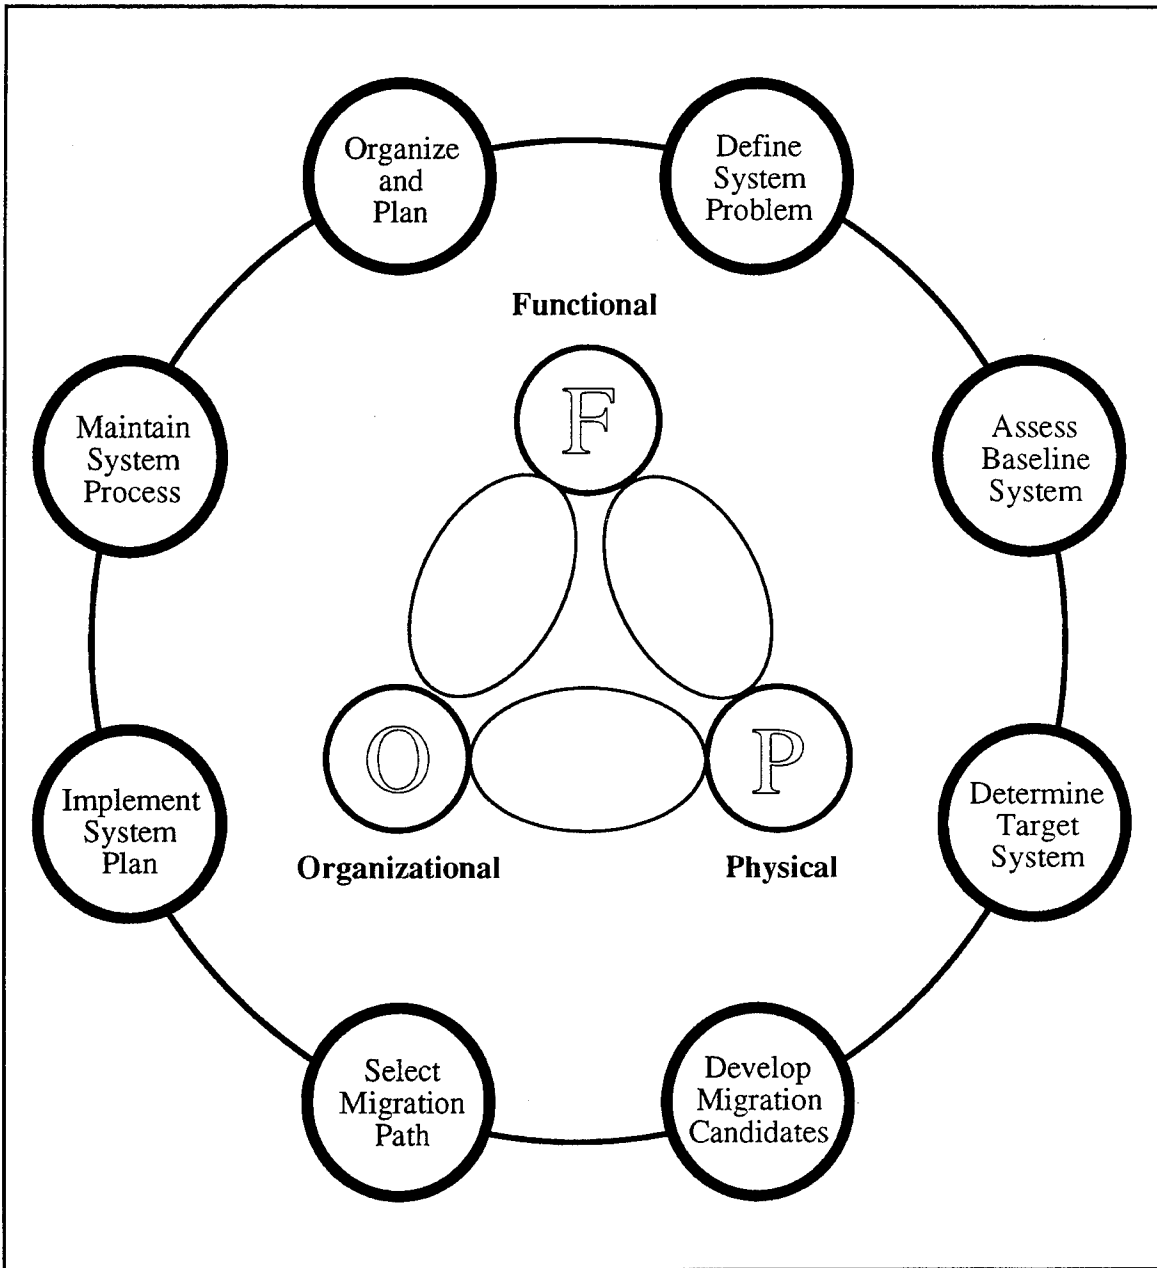 Organize
and
Plan
Define
System
Problem
Functional
F
Maintain
System
Process
Assess
Baseline
System
O
P
Implement
System
Plan
Determine
Target
System
Organizational
Physical
Select
Migration
Path
Develop
Migration
Candidates